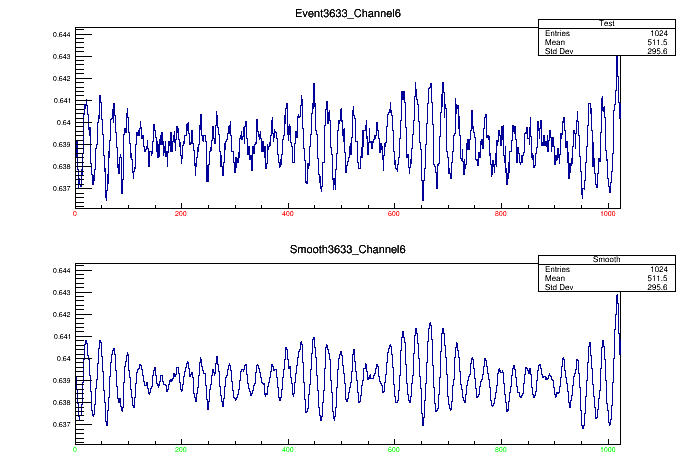 Event3633_Channel6
Test
Entries 1024
Mean 511.5
Std Dev 295.6
0.644
0.643
0.642
0.641
0.64
0.639
0.638
0.637
0 200 400 600 800 1000
Smooth3633_Channel6
Smooth
Entries 1024
Mean 511.5
Std Dev 295.6
0.644
0.643
0.642
0.641
0.64
0.639
0.638
0.637
0 200 400 600 800 1000